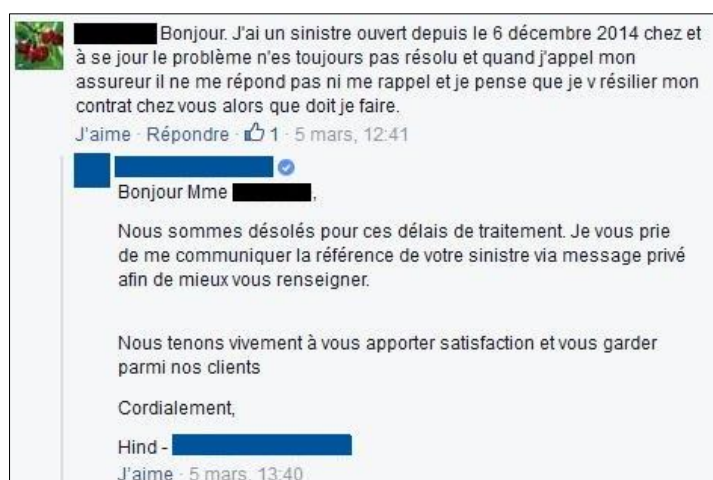 Bonjour. J'ai un sinistre ouvert depuis le 6 décembre 2014 chez et
à se jour le problème n'es toujours pas résolu et quand j'appel mon
assureur il ne me répond pas ni me rappel et je pense que je v résilier mon
contrat chez vous alors que doit je faire.
J'aime · Répondre · 1 · 5 mars, 12:41
Bonjour Mme ,
Nous sommes désolés pour ces délais de traitement. Je vous prie
de me communiquer la référence de votre sinistre via message privé
afin de mieux vous renseigner.
Nous tenons vivement à vous apporter satisfaction et vous garder
parmi nos clients
Cordialement,
Hind -
J'aime · 5 mars, 13:40